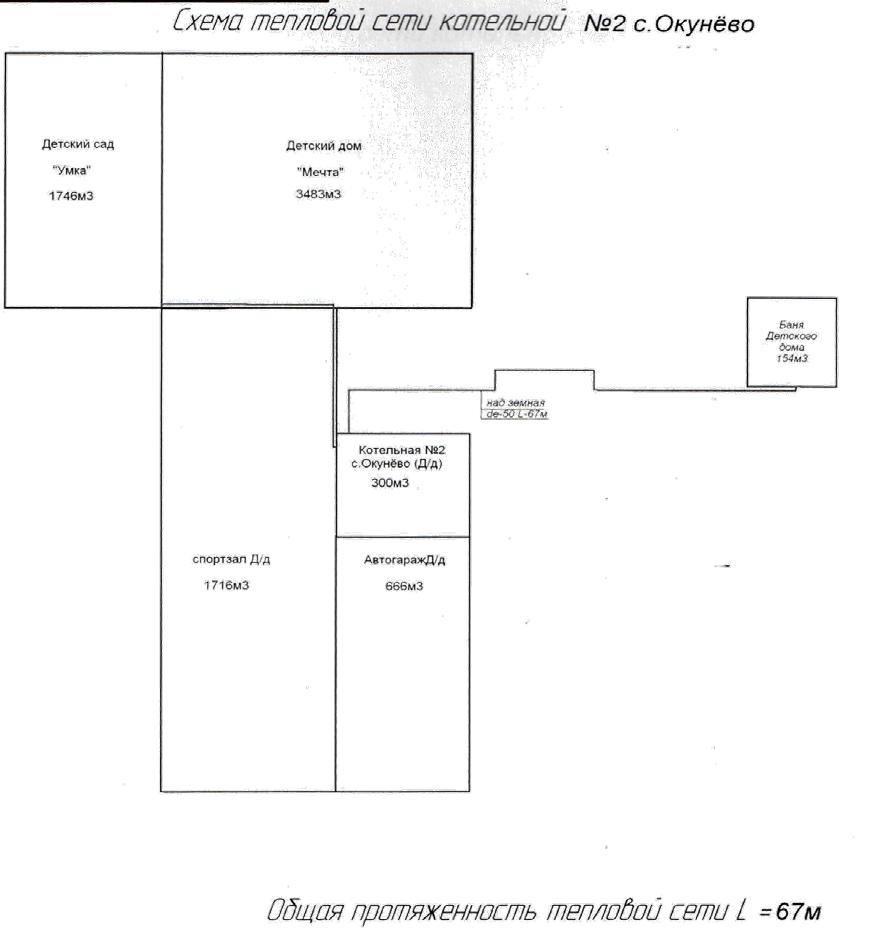 Схема тепловой сети котельной №2 с.Окунёво
Детский сад
"Умка"
1746м3
Детский дом
"Мечта"
3483м3
Баня
Детского
дома
154м3
над земная
de-50 L-67м
Котельная №2
с.Окунёво (Д/д)
300м3
спортзал Д/д
1716м3
АвтогаражД/д
666м3
Общая протяженность тепловой сети L =67м